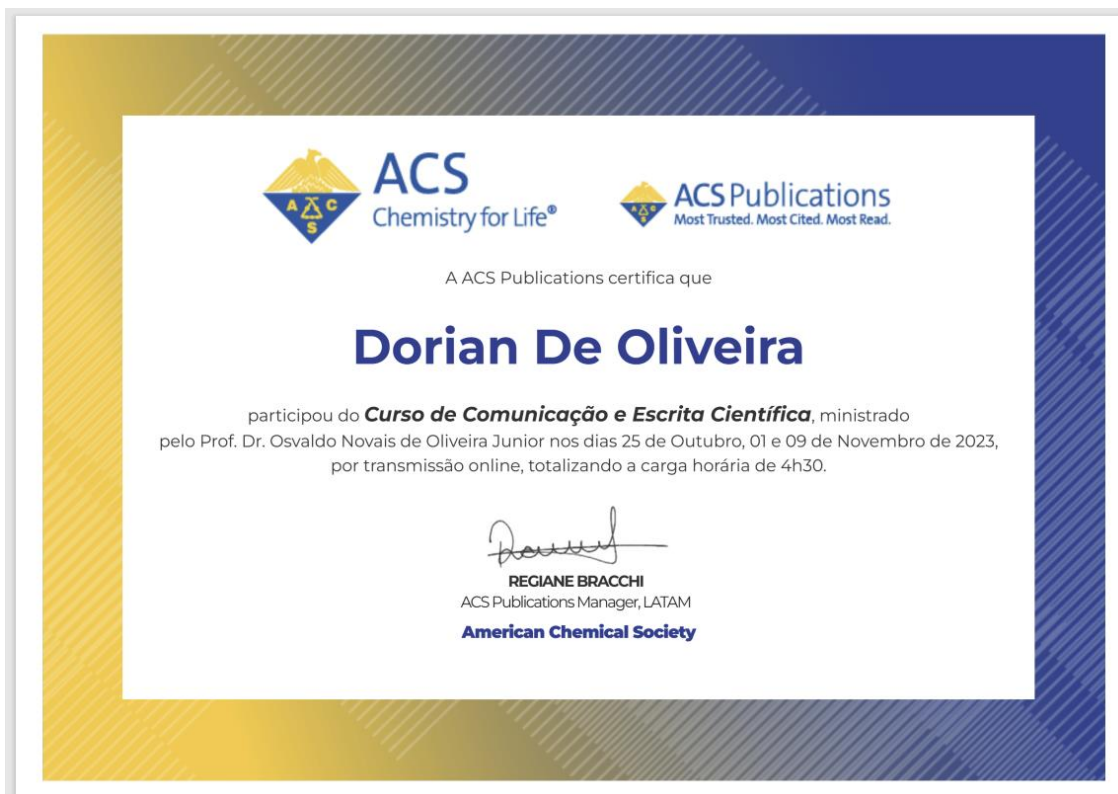 ACS
Chemistry for Life®
A C S
ACS Publications
Most Trusted. Most Cited. Most Read.
A C S
A ACS Publications certifica que
Dorian De Oliveira
participou do Curso de Comunicação e Escrita Científica, ministrado
pelo Prof. Dr. Osvaldo Novais de Oliveira Junior nos dias 25 de Outubro, 01 e 09 de Novembro de 2023,
por transmissão online, totalizando a carga horária de 4h30.
REGIANE BRACCHI
ACS Publications Manager, LATAM
American Chemical Society